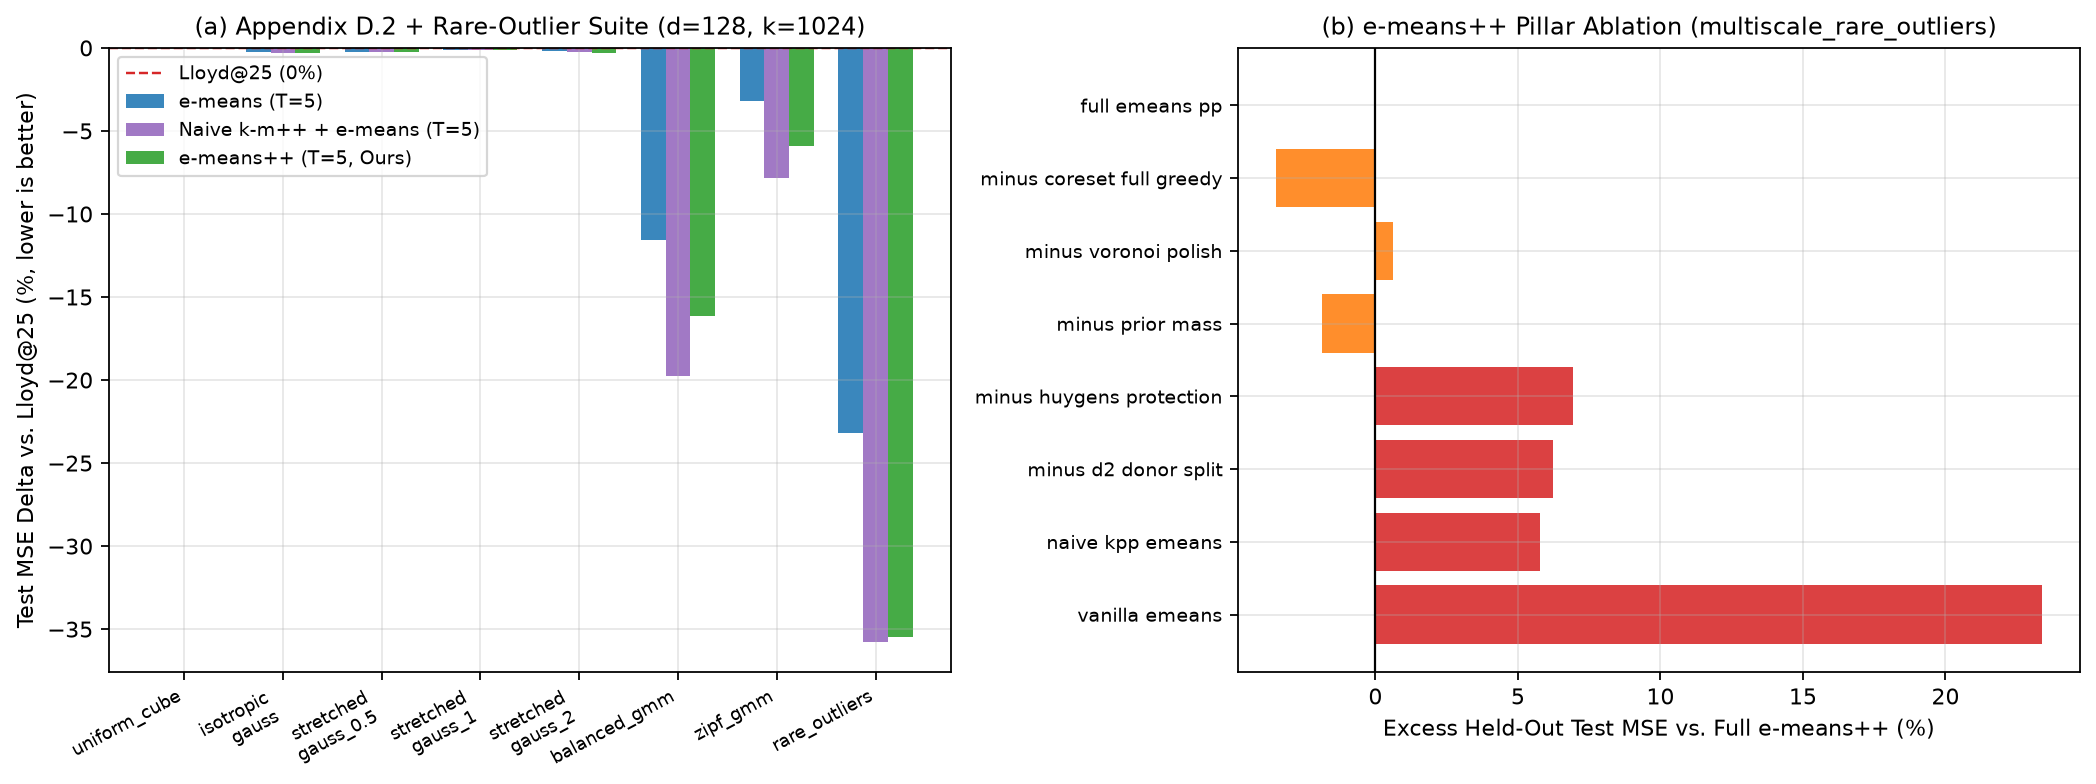 (a) Appendix D.2 + Rare-Outlier Suite (d=128, k=1024)
Test MSE Delta vs. Lloyd@25 (%, lower is better)
0
−5
−10
−15
−20
−25
−30
−35
Lloyd@25 (0%)
e-means (T=5)
Naive k-m++ + e-means (T=5)
e-means++ (T=5, Ours)
uniform_cube
isotropic
gauss
stretched
gauss_0.5
stretched
gauss_1
stretched
gauss_2
balanced_gmm
zipf_gmm
rare_outliers
(b) e-means++ Pillar Ablation (multiscale_rare_outliers)
full emeans pp
minus coreset full greedy
minus voronoi polish
minus prior mass
minus huygens protection
minus d2 donor split
naive kpp emeans
vanilla emeans
0
5
10
15
20
Excess Held-Out Test MSE vs. Full e-means++ (%)